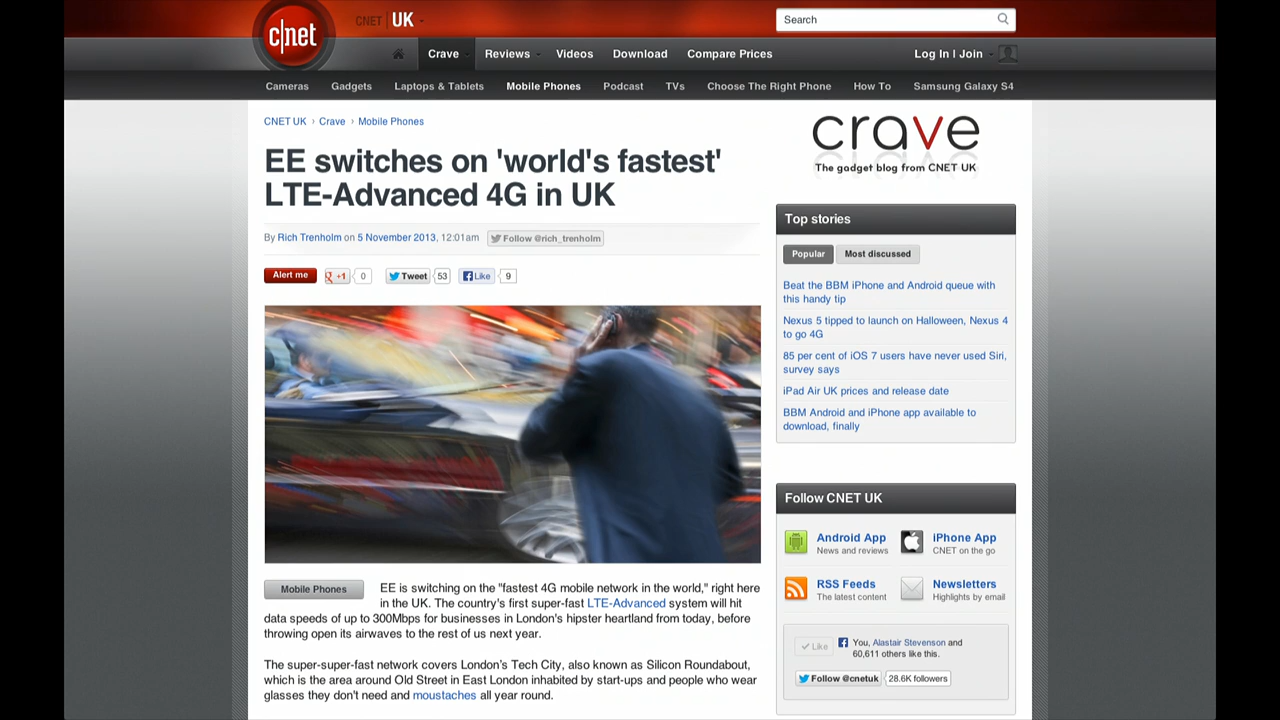 c|net
CNET | UK
Search
Crave
Reviews
Videos
Download
Compare Prices
Log In | Join
Cameras
Gadgets
Laptops & Tablets
Mobile Phones
Podcast
TVs
Choose The Right Phone
How To
Samsung Galaxy S4
CNET UK › Crave › Mobile Phones
EE switches on 'world's fastest'
LTE-Advanced 4G in UK
By Rich Trenholm on 5 November 2013, 12:01am
Follow @rich_trenholm
Alert me
g +1
0
Tweet
53
Like
9
Mobile Phones
EE is switching on the "fastest 4G mobile network in the world," right here
in the UK. The country's first super-fast LTE-Advanced system will hit
data speeds of up to 300Mbps for businesses in London's hipster heartland from today, before
throwing open its airwaves to the rest of us next year.
The super-super-fast network covers London's Tech City, also known as Silicon Roundabout,
which is the area around Old Street in East London inhabited by start-ups and people who wear
glasses they don't need and moustaches all year round.
crave
The gadget blog from CNET UK
Top stories
Popular
Most discussed
Beat the BBM iPhone and Android queue with
this handy tip
Nexus 5 tipped to launch on Halloween, Nexus 4
to go 4G
85 per cent of iOS 7 users have never used Siri,
survey says
iPad Air UK prices and release date
BBM Android and iPhone app available to
download, finally
Follow CNET UK
Android App
News and reviews
iPhone App
CNET on the go
RSS Feeds
The latest content
Newsletters
Highlights by email
Like
You, Alastair Stevenson and
60,611 others like this.
Follow @cnetuk
28.6K followers